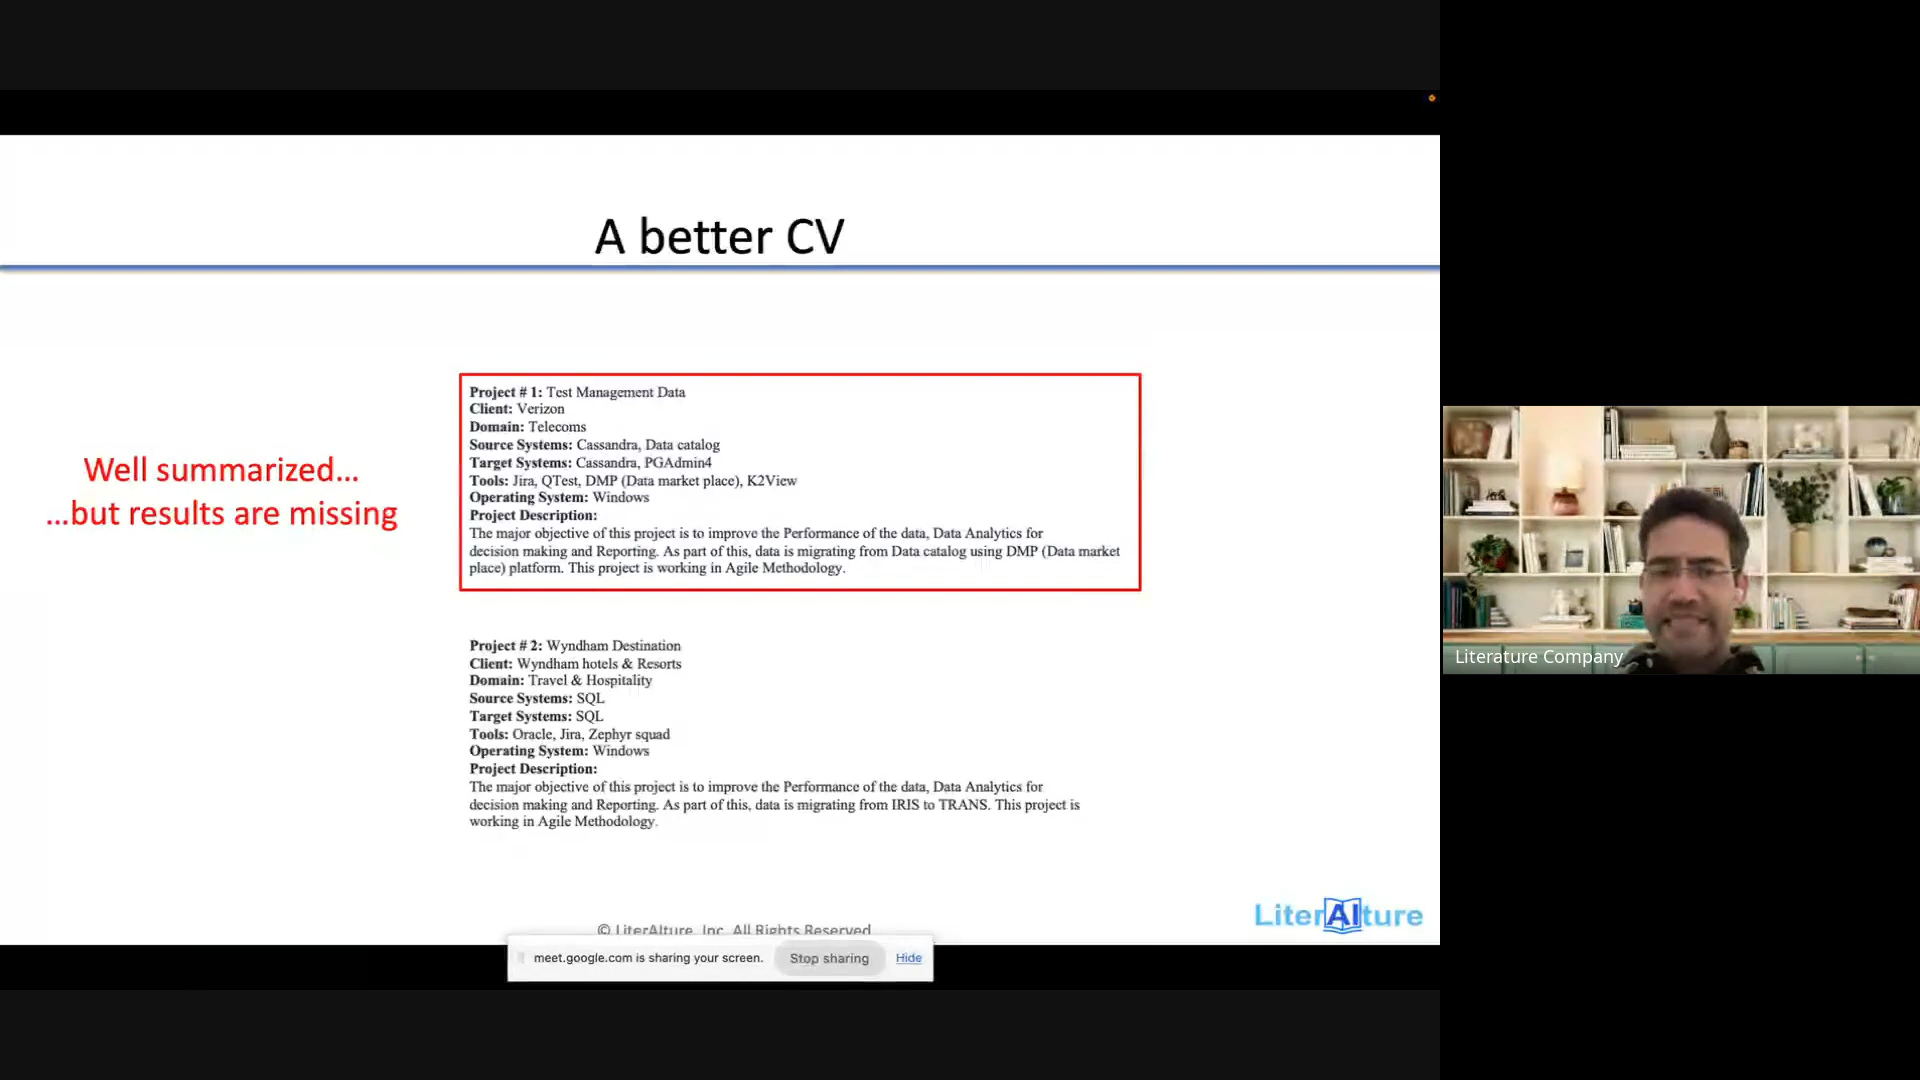 A better CV
Well summarized...
...but results are missing
Project # 1: Test Management Data
Client: Verizon
Domain: Telecoms
Source Systems: Cassandra, Data catalog
Target Systems: Cassandra, PGAdmin4
Tools: Jira, QTest, DMP (Data market place), K2View
Operating System: Windows
Project Description:
The major objective of this project is to improve the Performance of the data, Data Analytics for
decision making and Reporting. As part of this, data is migrating from Data catalog using DMP (Data market
place) platform. This project is working in Agile Methodology.
Project # 2: Wyndham Destination
Client: Wyndham hotels & Resorts
Domain: Travel & Hospitality
Source Systems: SQL
Target Systems: SQL
Tools: Oracle, Jira, Zephyr squad
Operating System: Windows
Project Description:
The major objective of this project is to improve the Performance of the data, Data Analytics for
decision making and Reporting. As part of this, data is migrating from IRIS to TRANS. This project is
working in Agile Methodology.
LiterAIture
© LiterAIture, Inc. All Rights Reserved
meet.google.com is sharing your screen. Stop sharing Hide
Literature Company